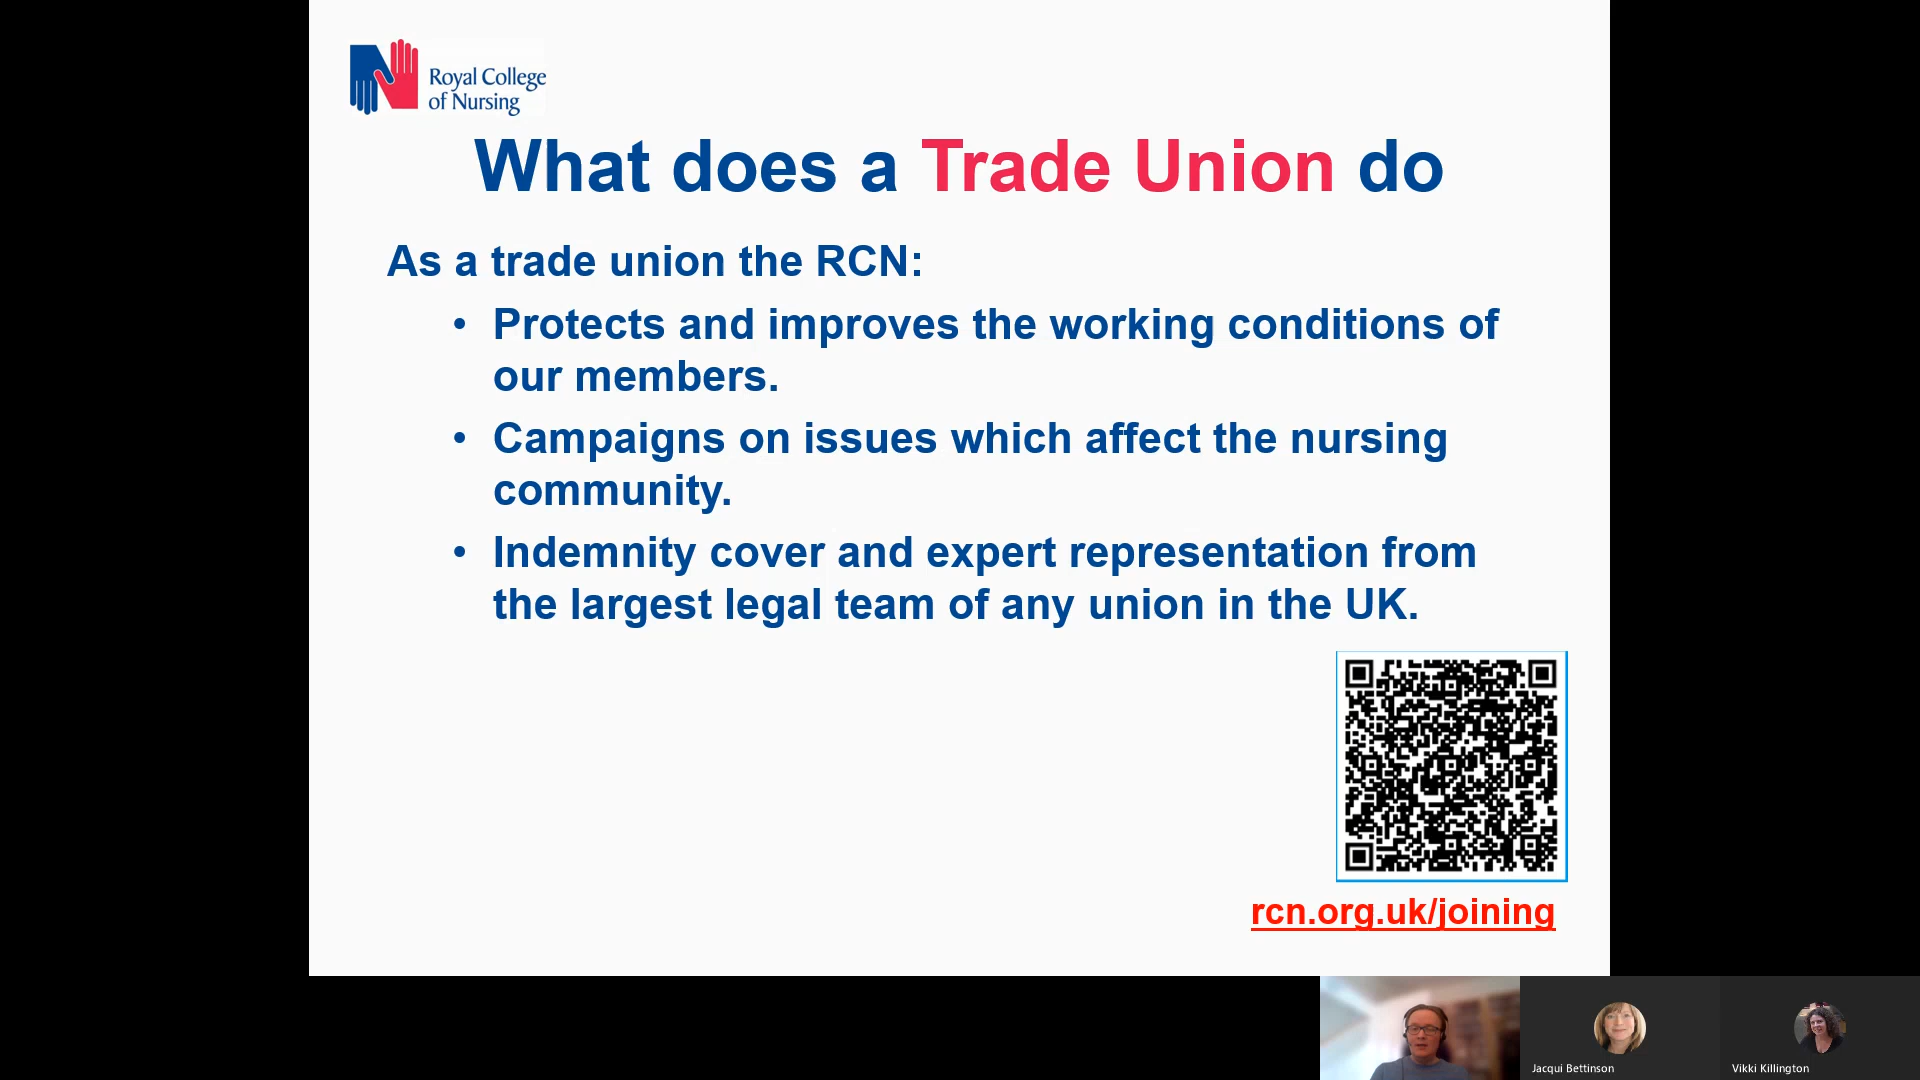 Royal College
of Nursing
What does a Trade Union do
As a trade union the RCN:
• Protects and improves the working conditions of
our members.
• Campaigns on issues which affect the nursing
community.
• Indemnity cover and expert representation from
the largest legal team of any union in the UK.
rcn.org.uk/joining
Jacqui Bettinson
Vikki Killington